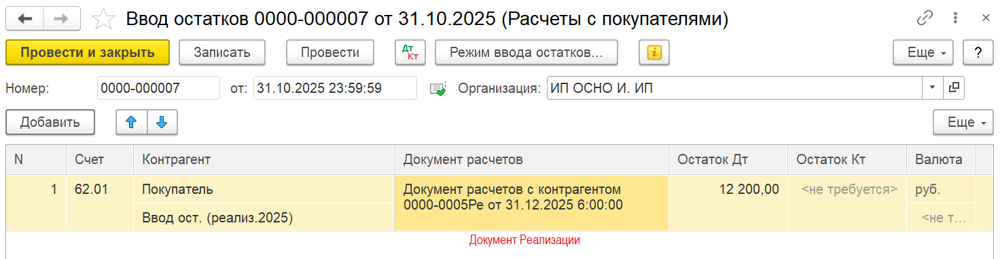 Ввод остатков 0000-000007 от 31.10.2025 (Расчеты с покупателями)
Провести и закрыть Записать Провести Дт Кт Режим ввода остатков... Еще ?
Номер: 0000-000007 от: 31.10.2025 23:59:59 Организация: ИП ОСНО И. ИП
Добавить Еще
N Счет Контрагент Документ расчетов Остаток Дт Остаток Кт Валюта
1 62.01 Покупатель Документ расчетов с контрагентом 12 200,00 <не требуется> руб.
0000-0005Ре от 31.12.2025 6:00:00
Ввод ост. (реализ.2025) <не т...
Документ Реализации